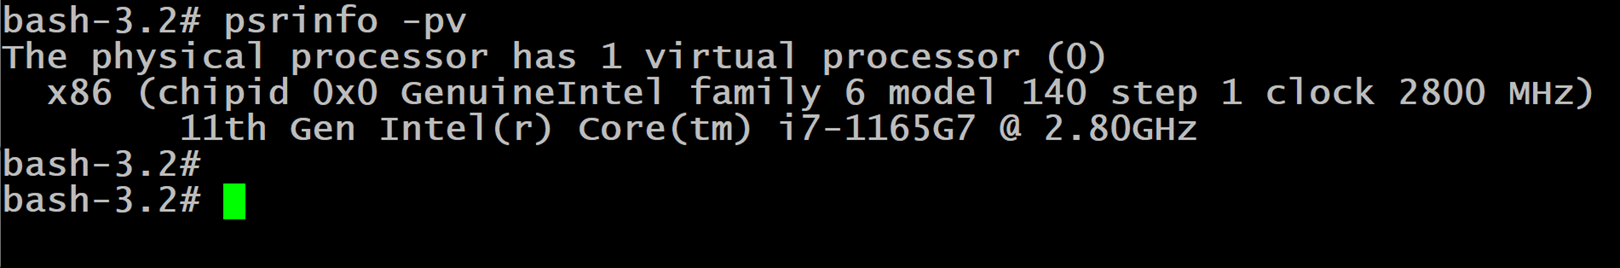 bash-3.2# psrinfo -pv
The physical processor has 1 virtual processor (0)
  x86 (chipid 0x0 GenuineIntel family 6 model 140 step 1 clock 2800 MHz)
        11th Gen Intel(r) Core(tm) i7-1165G7 @ 2.80GHz
bash-3.2#
bash-3.2#